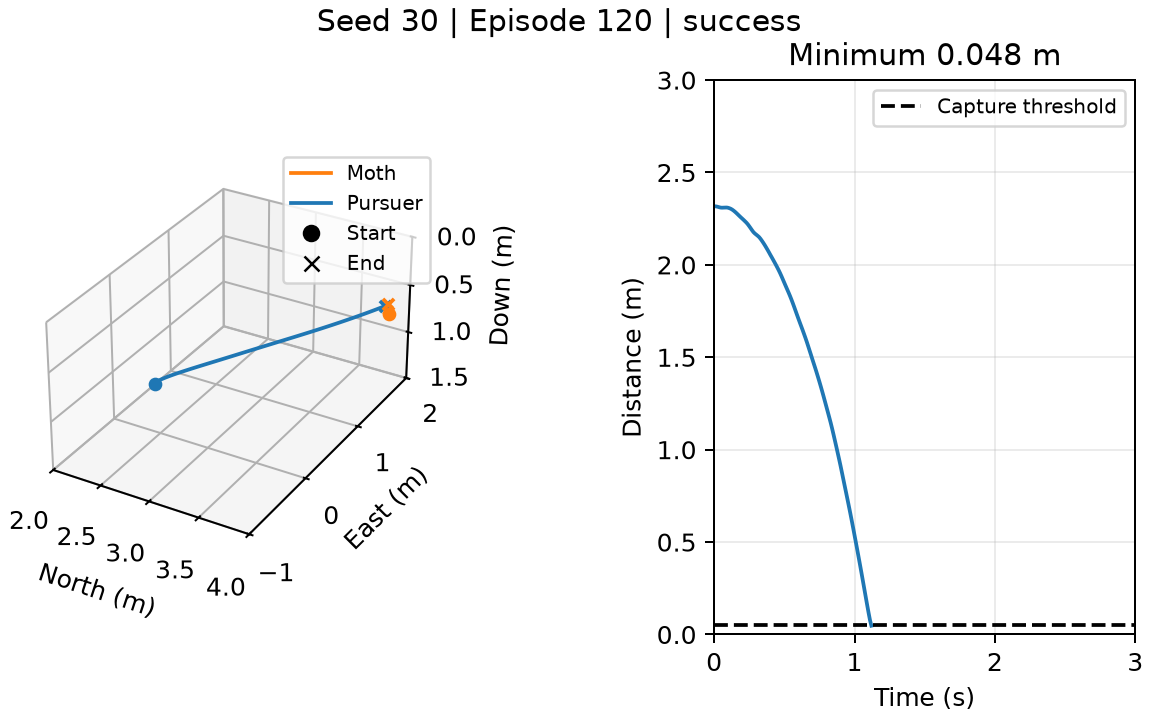 Seed 30 | Episode 120 | success
Moth
Pursuer
Start
End
0.0
0.5
1.0
1.5
Down (m)
2
1
0
−1
East (m)
2.0
2.5
3.0
3.5
4.0
North (m)
Minimum 0.048 m
Capture threshold
3.0
2.5
2.0
1.5
1.0
0.5
0.0
Distance (m)
0
1
2
3
Time (s)